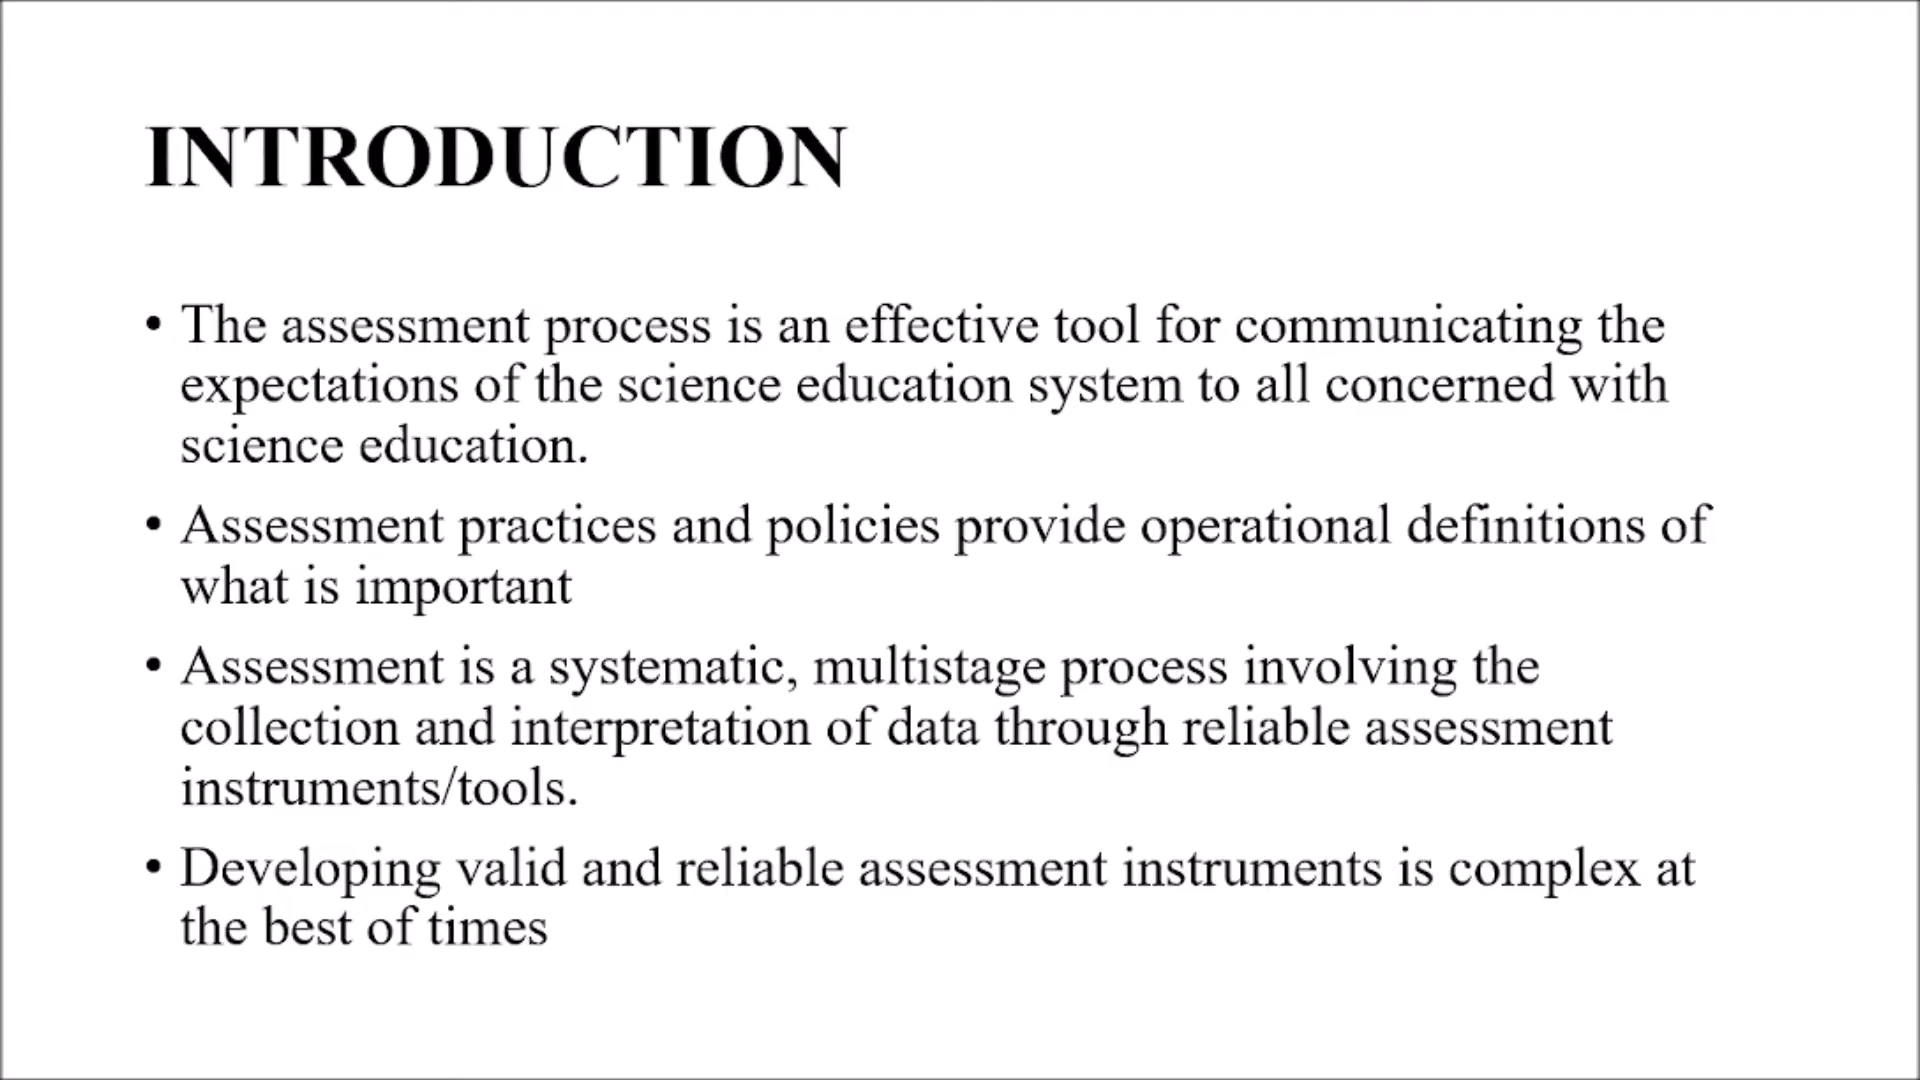 INTRODUCTION
• The assessment process is an effective tool for communicating the
expectations of the science education system to all concerned with
science education.
• Assessment practices and policies provide operational definitions of
what is important
• Assessment is a systematic, multistage process involving the
collection and interpretation of data through reliable assessment
instruments/tools.
• Developing valid and reliable assessment instruments is complex at
the best of times